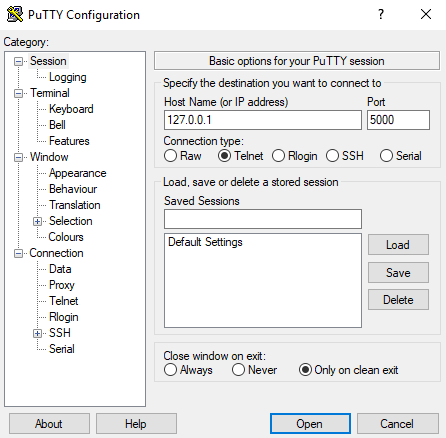 PuTTY Configuration
? ×
Category:
Session
Logging
Terminal
Keyboard
Bell
Features
Window
Appearance
Behaviour
Translation
Selection
Colours
Connection
Data
Proxy
Telnet
Rlogin
SSH
Serial
Basic options for your PuTTY session
Specify the destination you want to connect to
Host Name (or IP address) Port
127.0.0.1 5000
Connection type:
Raw Telnet Rlogin SSH Serial
Load, save or delete a stored session
Saved Sessions
Default Settings
Load
Save
Delete
Close window on exit:
Always Never Only on clean exit
About Help Open Cancel